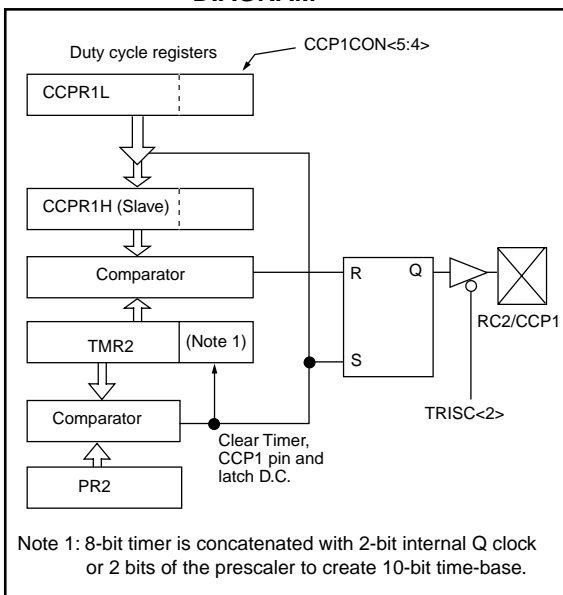 DIAGRAM
Duty cycle registers
CCP1CON<5:4>
CCPR1L
CCPR1H (Slave)
Comparator
R
Q
RC2/CCP1
TMR2
(Note 1)
S
TRISC<2>
Comparator
Clear Timer,
CCP1 pin and
latch D.C.
PR2
Note 1: 8-bit timer is concatenated with 2-bit internal Q clock
or 2 bits of the prescaler to create 10-bit time-base.